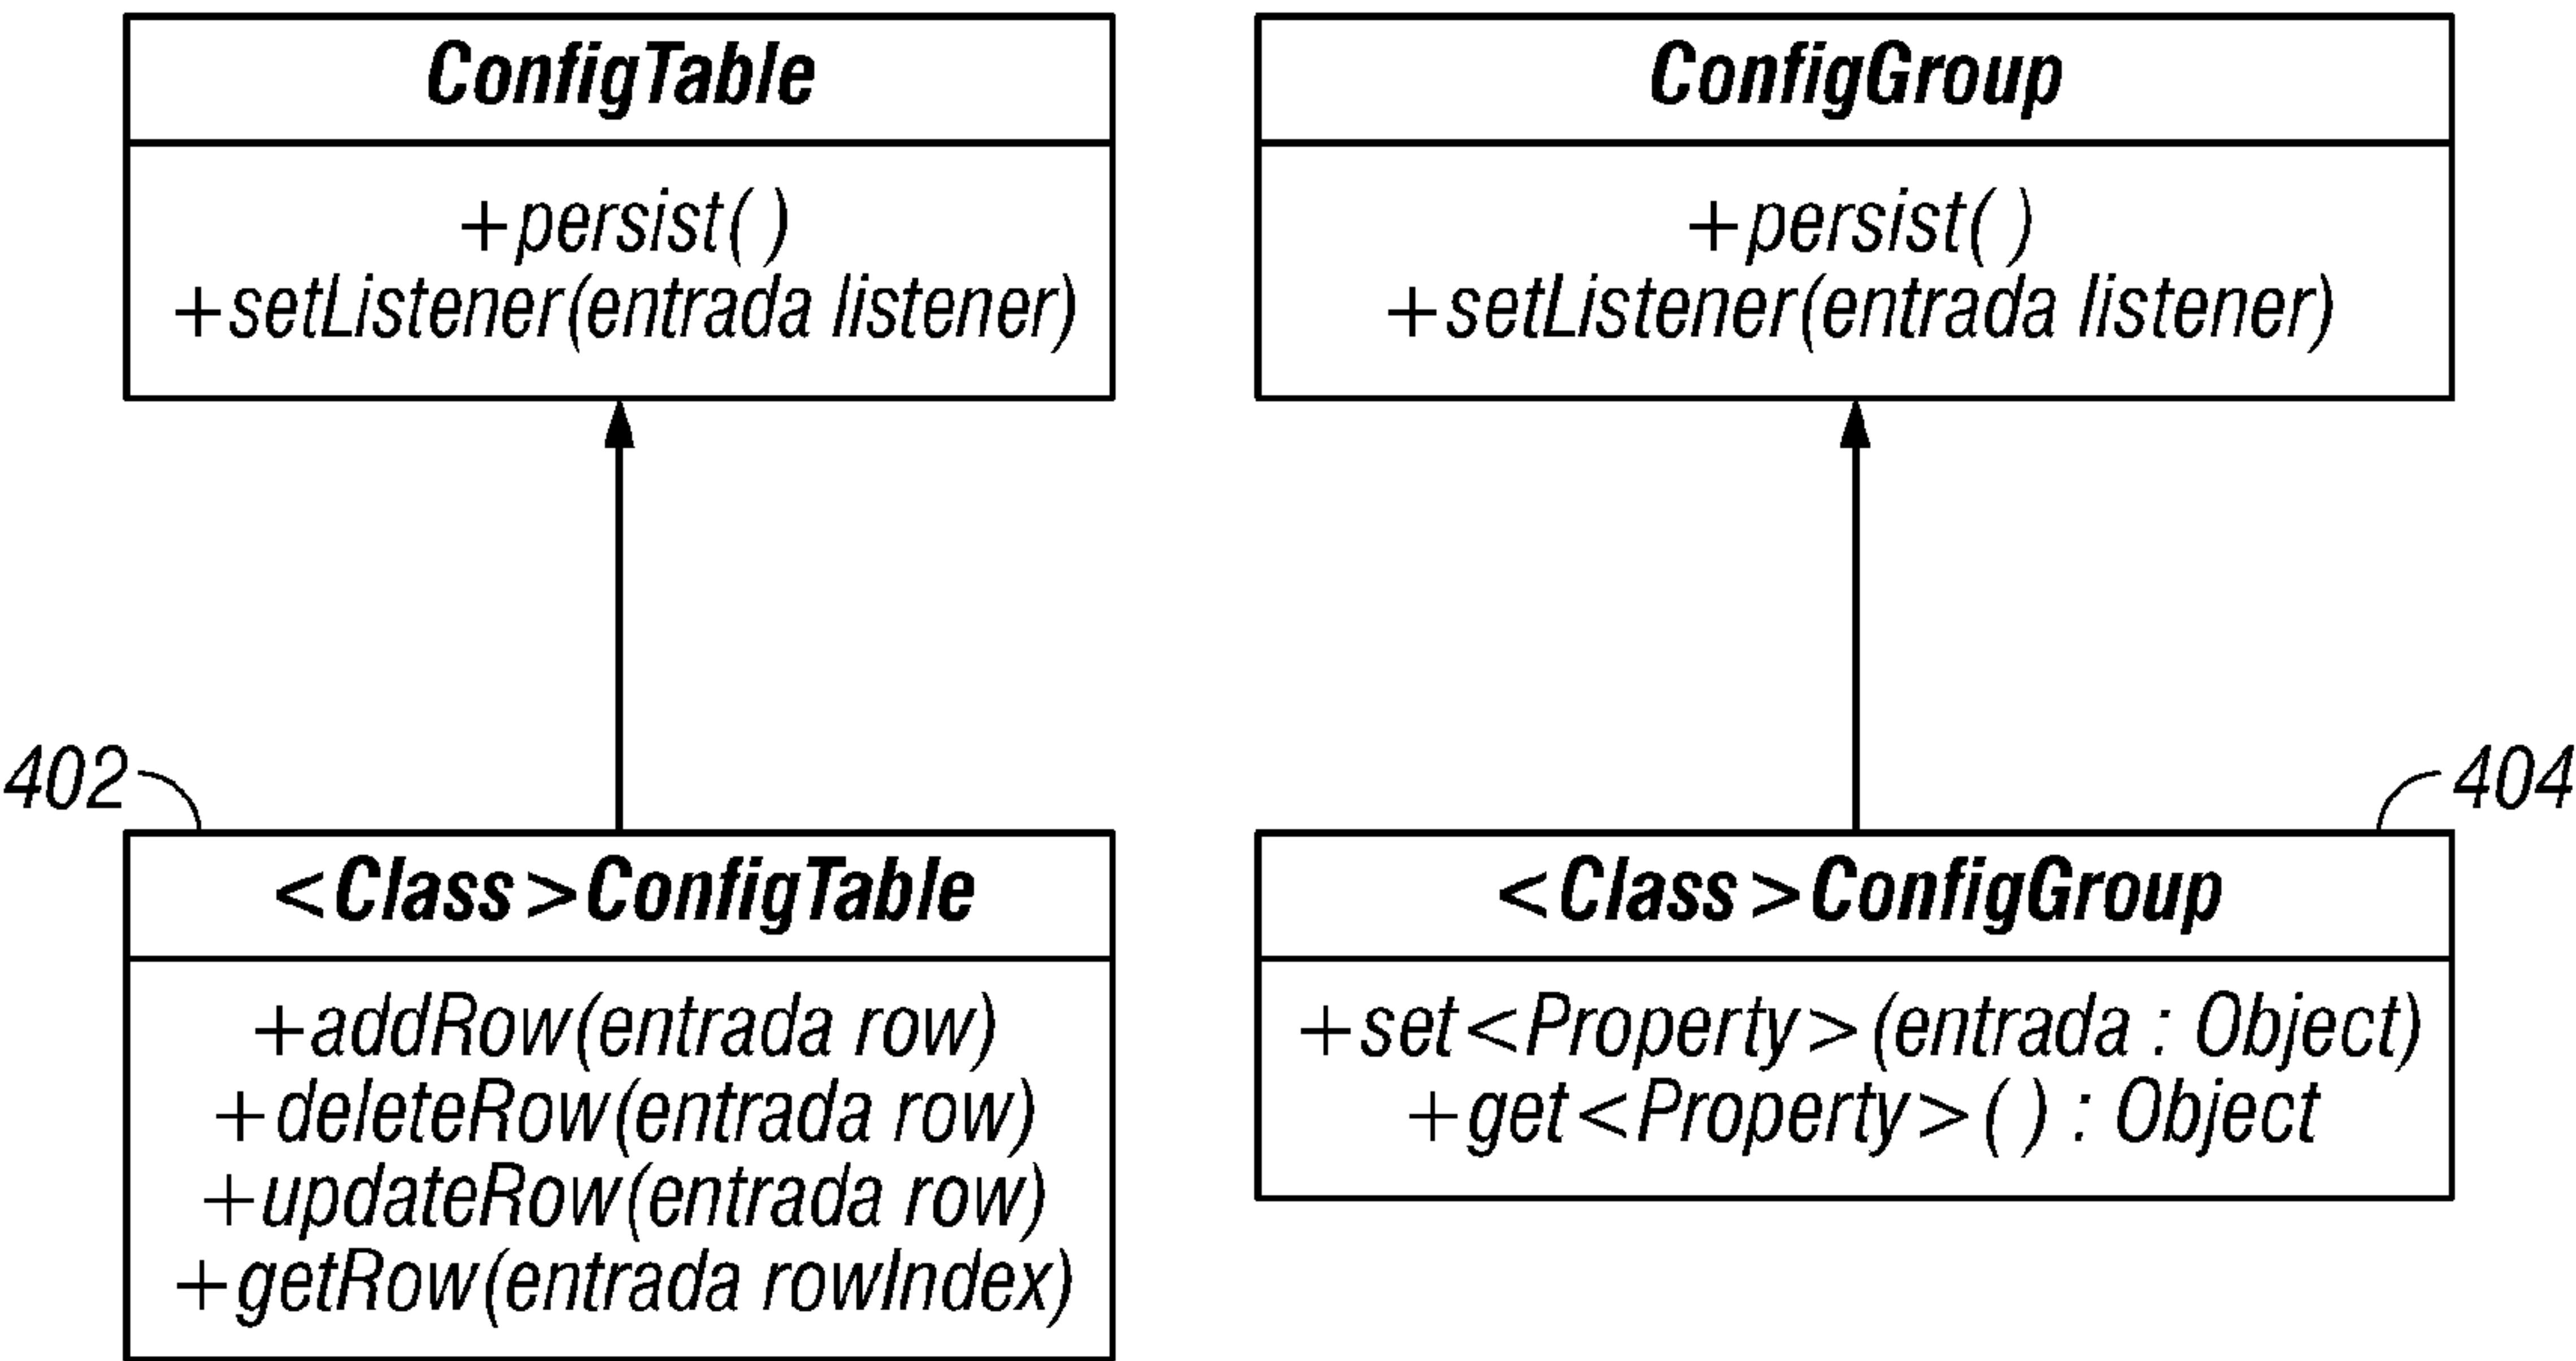 ConfigTable
+persist( )
+setListener(entrada listener)
ConfigGroup
+persist( )
+setListener(entrada listener)
402
<Class>ConfigTable
+addRow(entrada row)
+deleteRow(entrada row)
+updateRow(entrada row)
+getRow(entrada rowIndex)
404
<Class>ConfigGroup
+set<Property>(entrada : Object)
+get<Property>( ) : Object